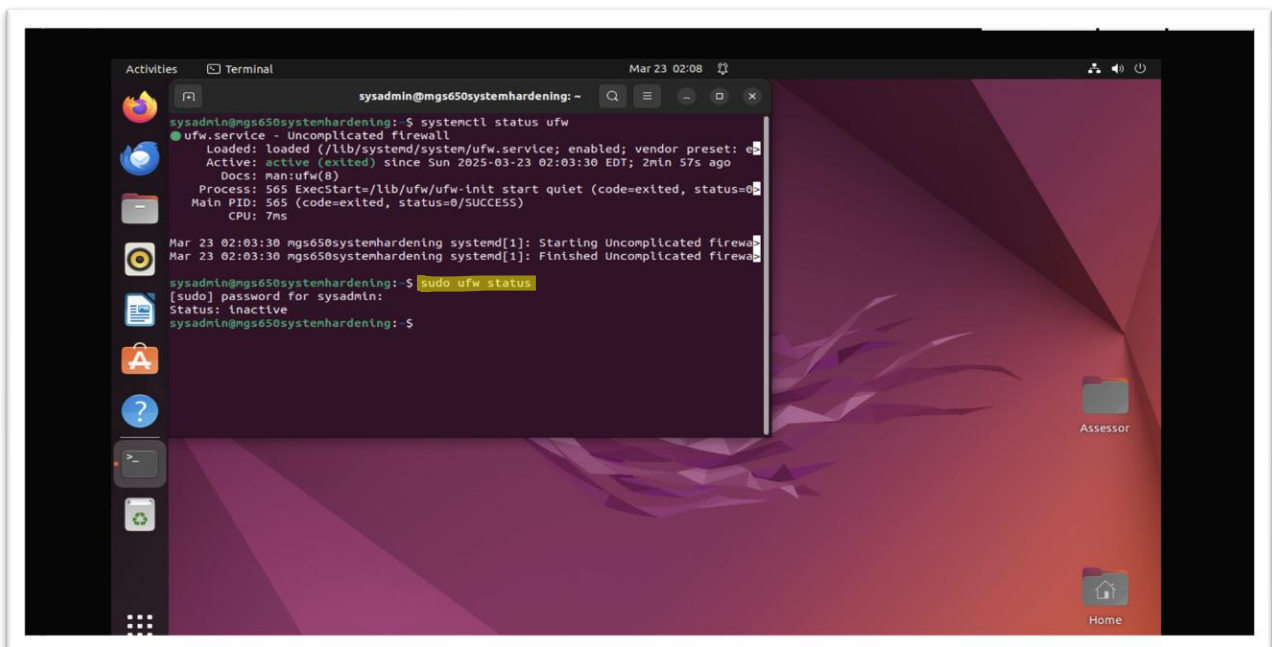 Activities
Terminal
Mar 23 02:08
sysadmin@mgs650systemhardening: ~
sysadmin@mgs650systemhardening:~$ systemctl status ufw
ufw.service - Uncomplicated firewall
Loaded: loaded (/lib/systemd/system/ufw.service; enabled; vendor preset: e>
Active: active (exited) since Sun 2025-03-23 02:03:30 EDT; 2min 57s ago
Docs: man:ufw(8)
Process: 565 ExecStart=/lib/ufw/ufw-init start quiet (code=exited, status=0>
Main PID: 565 (code=exited, status=0/SUCCESS)
CPU: 7ms
Mar 23 02:03:30 mgs650systemhardening systemd[1]: Starting Uncomplicated firewa>
Mar 23 02:03:30 mgs650systemhardening systemd[1]: Finished Uncomplicated firewa>
sysadmin@mgs650systemhardening:~$ sudo ufw status
[sudo] password for sysadmin:
Status: inactive
sysadmin@mgs650systemhardening:~$
Assessor
Home